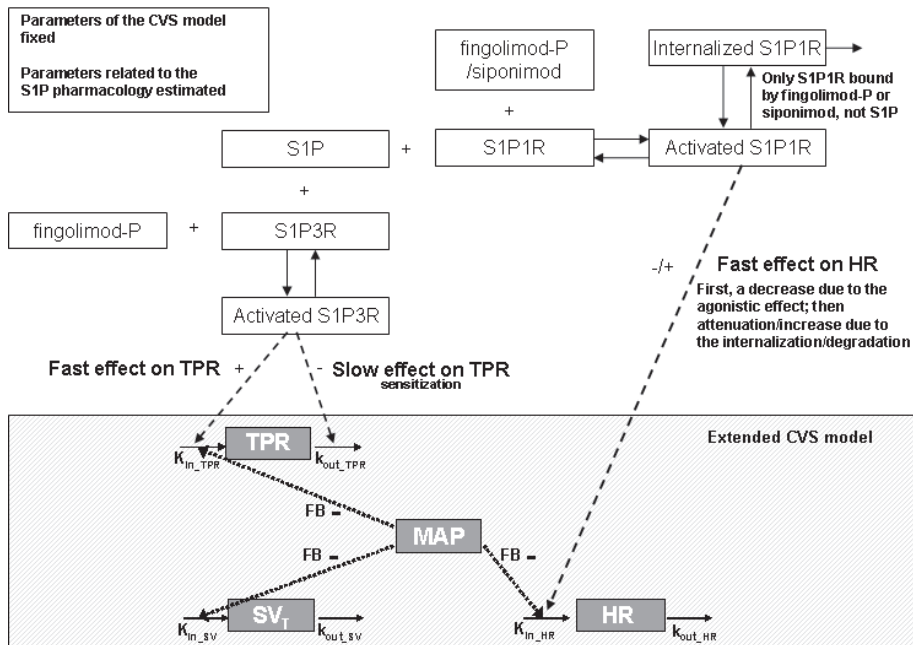 Parameters of the CVS model
fixed
Parameters related to the
S1P pharmacology estimated
fingolimod-P
/siponimod
Internalized S1P1R
Only S1P1R bound
by fingolimod-P or
siponimod, not S1P
+
S1P
+
S1P1R
Activated S1P1R
+
fingolimod-P
+
S1P3R
-/+
Fast effect on HR
First, a decrease due to the
agonistic effect; then
attenuation/increase due to
the internalization/degradation
Activated S1P3R
Fast effect on TPR
+
-
Slow effect on TPR
sensitization
Extended CVS model
TPR
Kin_TPR
kout_TPR
FB -
MAP
FB -
FB -
SVT
Kin_SV
kout_SV
HR
Kin_HR
kout_HR